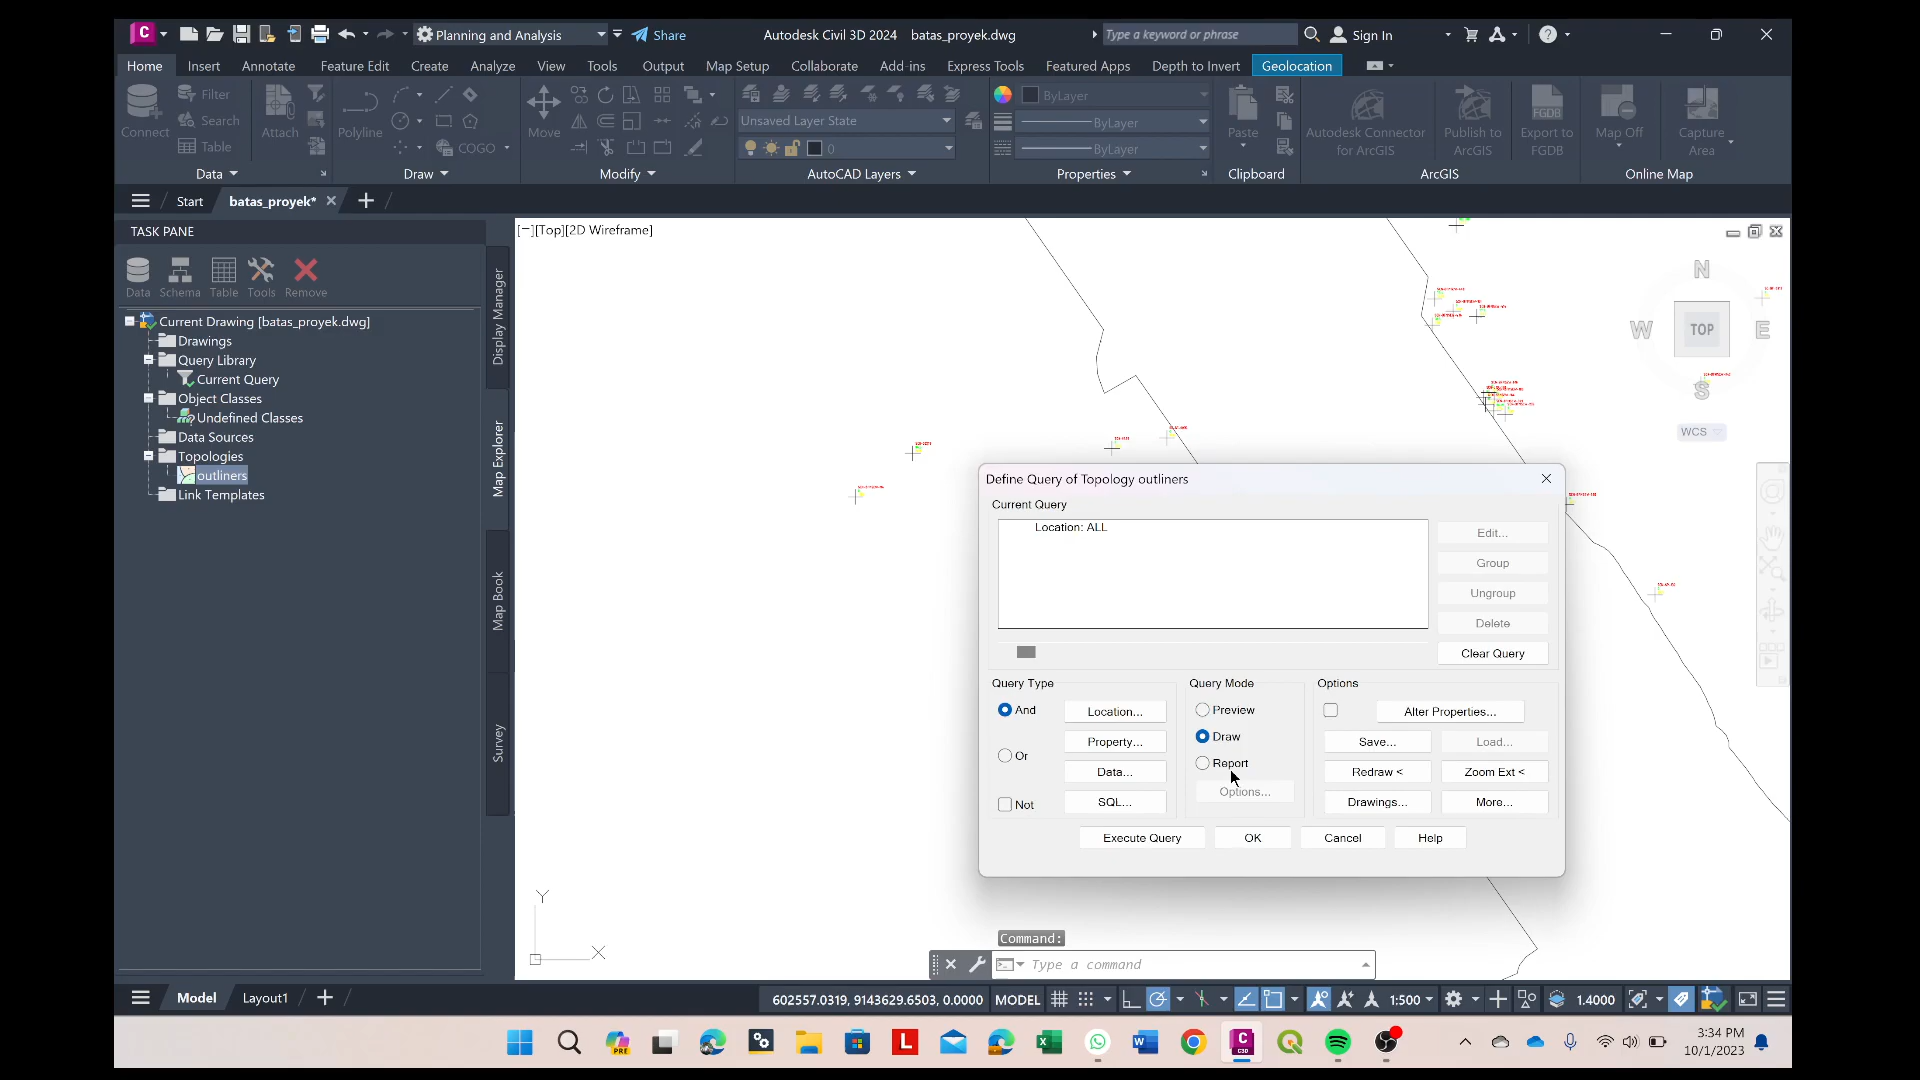 C
Planning and Analysis
Share
Autodesk Civil 3D 2024 batas_proyek.dwg
Type a keyword or phrase
Sign In
Home Insert Annotate Feature Edit Create Analyze View Tools Output Map Setup Collaborate Add-ins Express Tools Featured Apps Depth to Invert Geolocation
Connect
Filter
Search
Table
Attach
Polyline
COGO
Move
Unsaved Layer State
0
ByLayer
ByLayer
ByLayer
Paste
Autodesk Connector
for ArcGIS
Publish to
ArcGIS
FGDB
Export to
FGDB
Map Off
Capture
Area
Data
Draw
Modify
AutoCAD Layers
Properties
Clipboard
ArcGIS
Online Map
Start
batas_proyek*
TASK PANE
[−][Top][2D Wireframe]
Data Schema Table Tools Remove
Current Drawing [batas_proyek.dwg]
Drawings
Query Library
Current Query
Object Classes
Undefined Classes
Data Sources
Topologies
outliners
Link Templates
Display Manager
Map Explorer
Map Book
Survey
N
W
TOP
E
S
WCS
Define Query of Topology outliners
Current Query
Location: ALL
Edit...
Group
Ungroup
Delete
Clear Query
Query Type
And
Or
Not
Location...
Property...
Data...
SQL...
Query Mode
Preview
Draw
Report
Options...
Options
Alter Properties...
Save...
Load...
Redraw <
Zoom Ext <
Drawings...
More...
Execute Query
OK
Cancel
Help
Y
X
Command:
Type a command
Model
Layout1
602557.0319, 9143629.6503, 0.0000
MODEL
1:500
1.4000
PRE
L
C3D
3:34 PM
10/1/2023